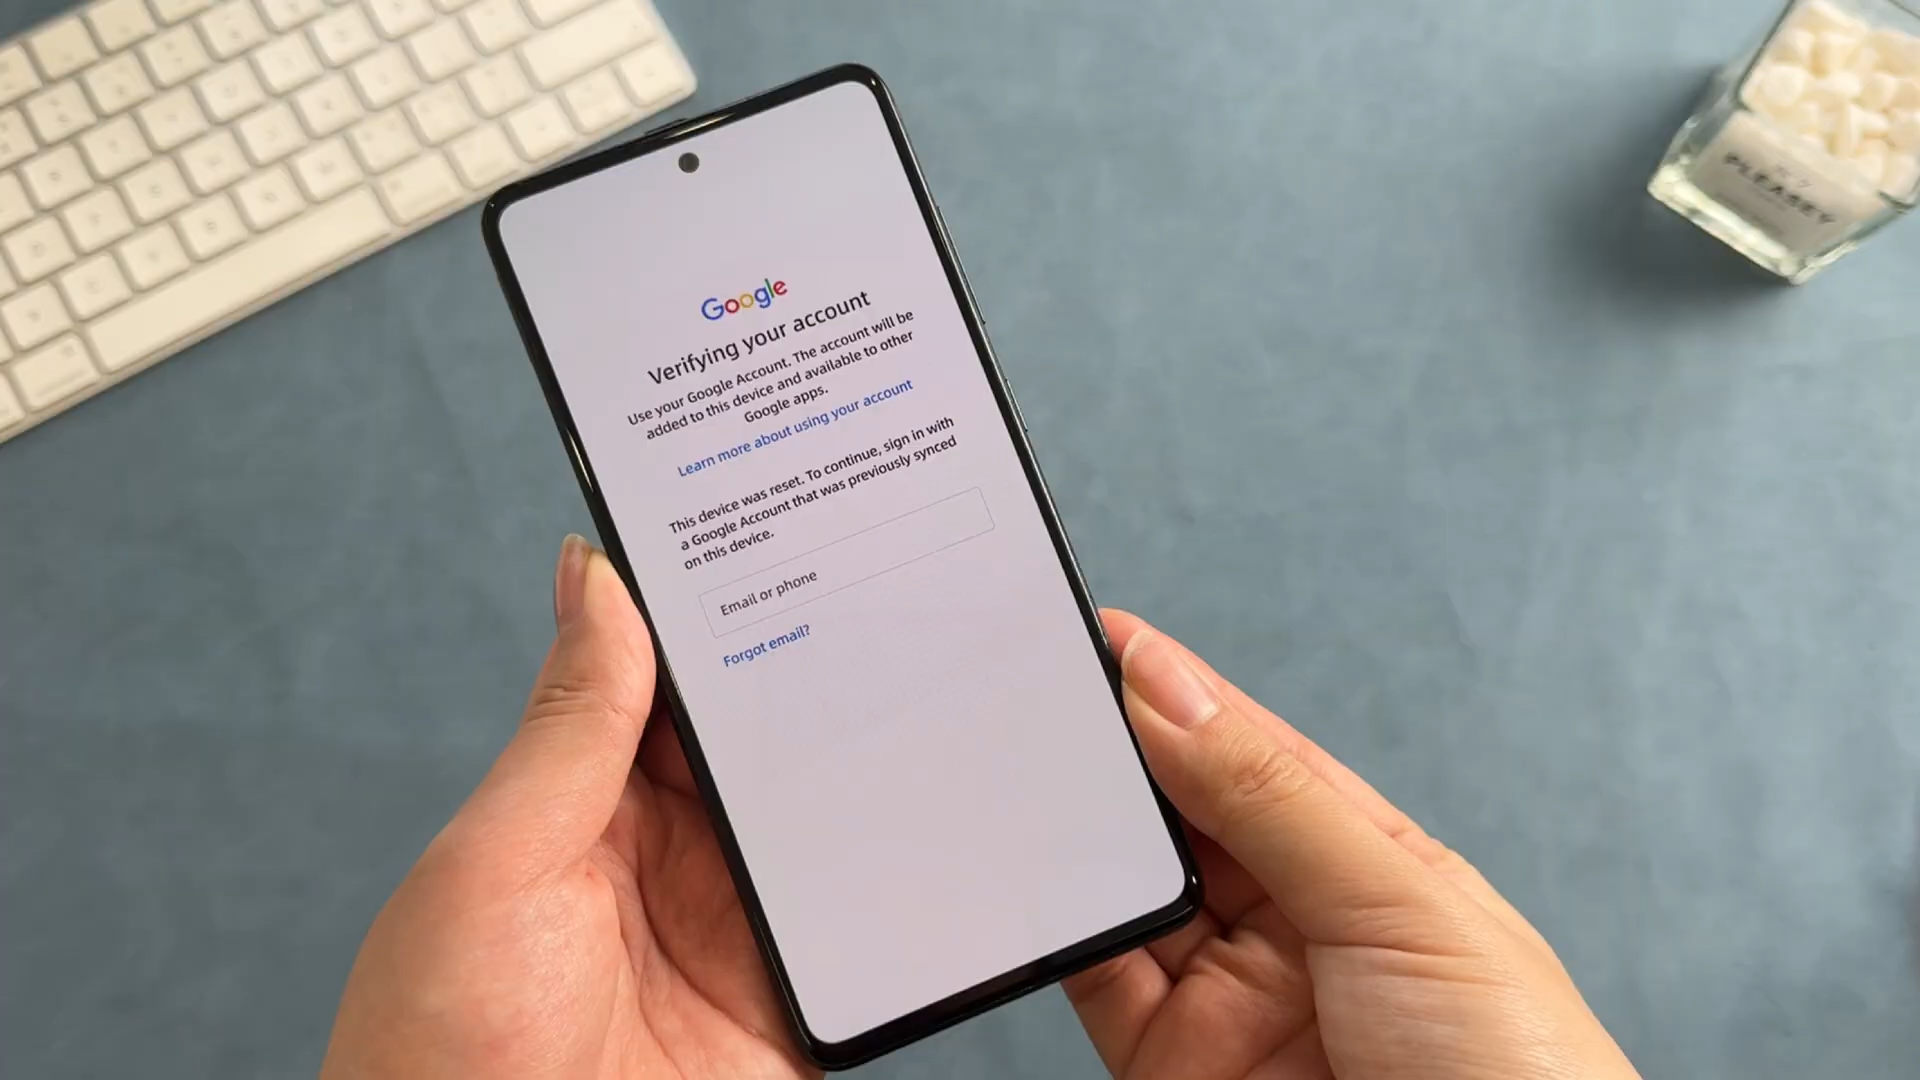 Google
Verifying your account
Use your Google Account. The account will be
added to this device and available to other
Google apps.
Learn more about using your account
This device was reset. To continue, sign in with
a Google Account that was previously synced
on this device.
Email or phone
Forgot email?
PLEASEY